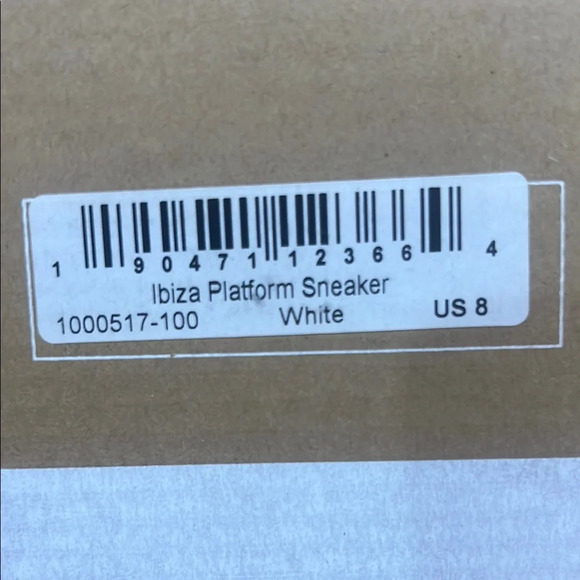 1 90471 12366 4
Ibiza Platform Sneaker
1000517-100 White US 8